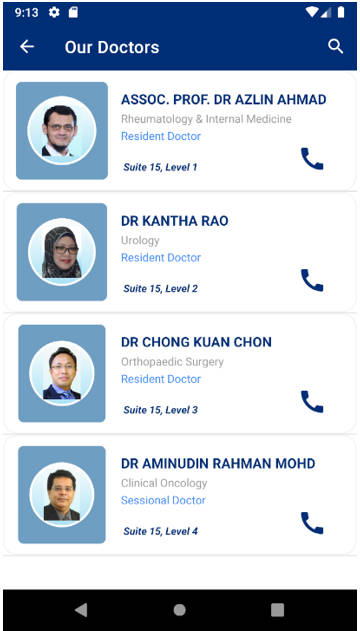 9:13
Our Doctors
ASSOC. PROF. DR AZLIN AHMAD
Rheumatology & Internal Medicine
Resident Doctor
Suite 15, Level 1
DR KANTHA RAO
Urology
Resident Doctor
Suite 15, Level 2
DR CHONG KUAN CHON
Orthopaedic Surgery
Resident Doctor
Suite 15, Level 3
DR AMINUDIN RAHMAN MOHD
Clinical Oncology
Sessional Doctor
Suite 15, Level 4